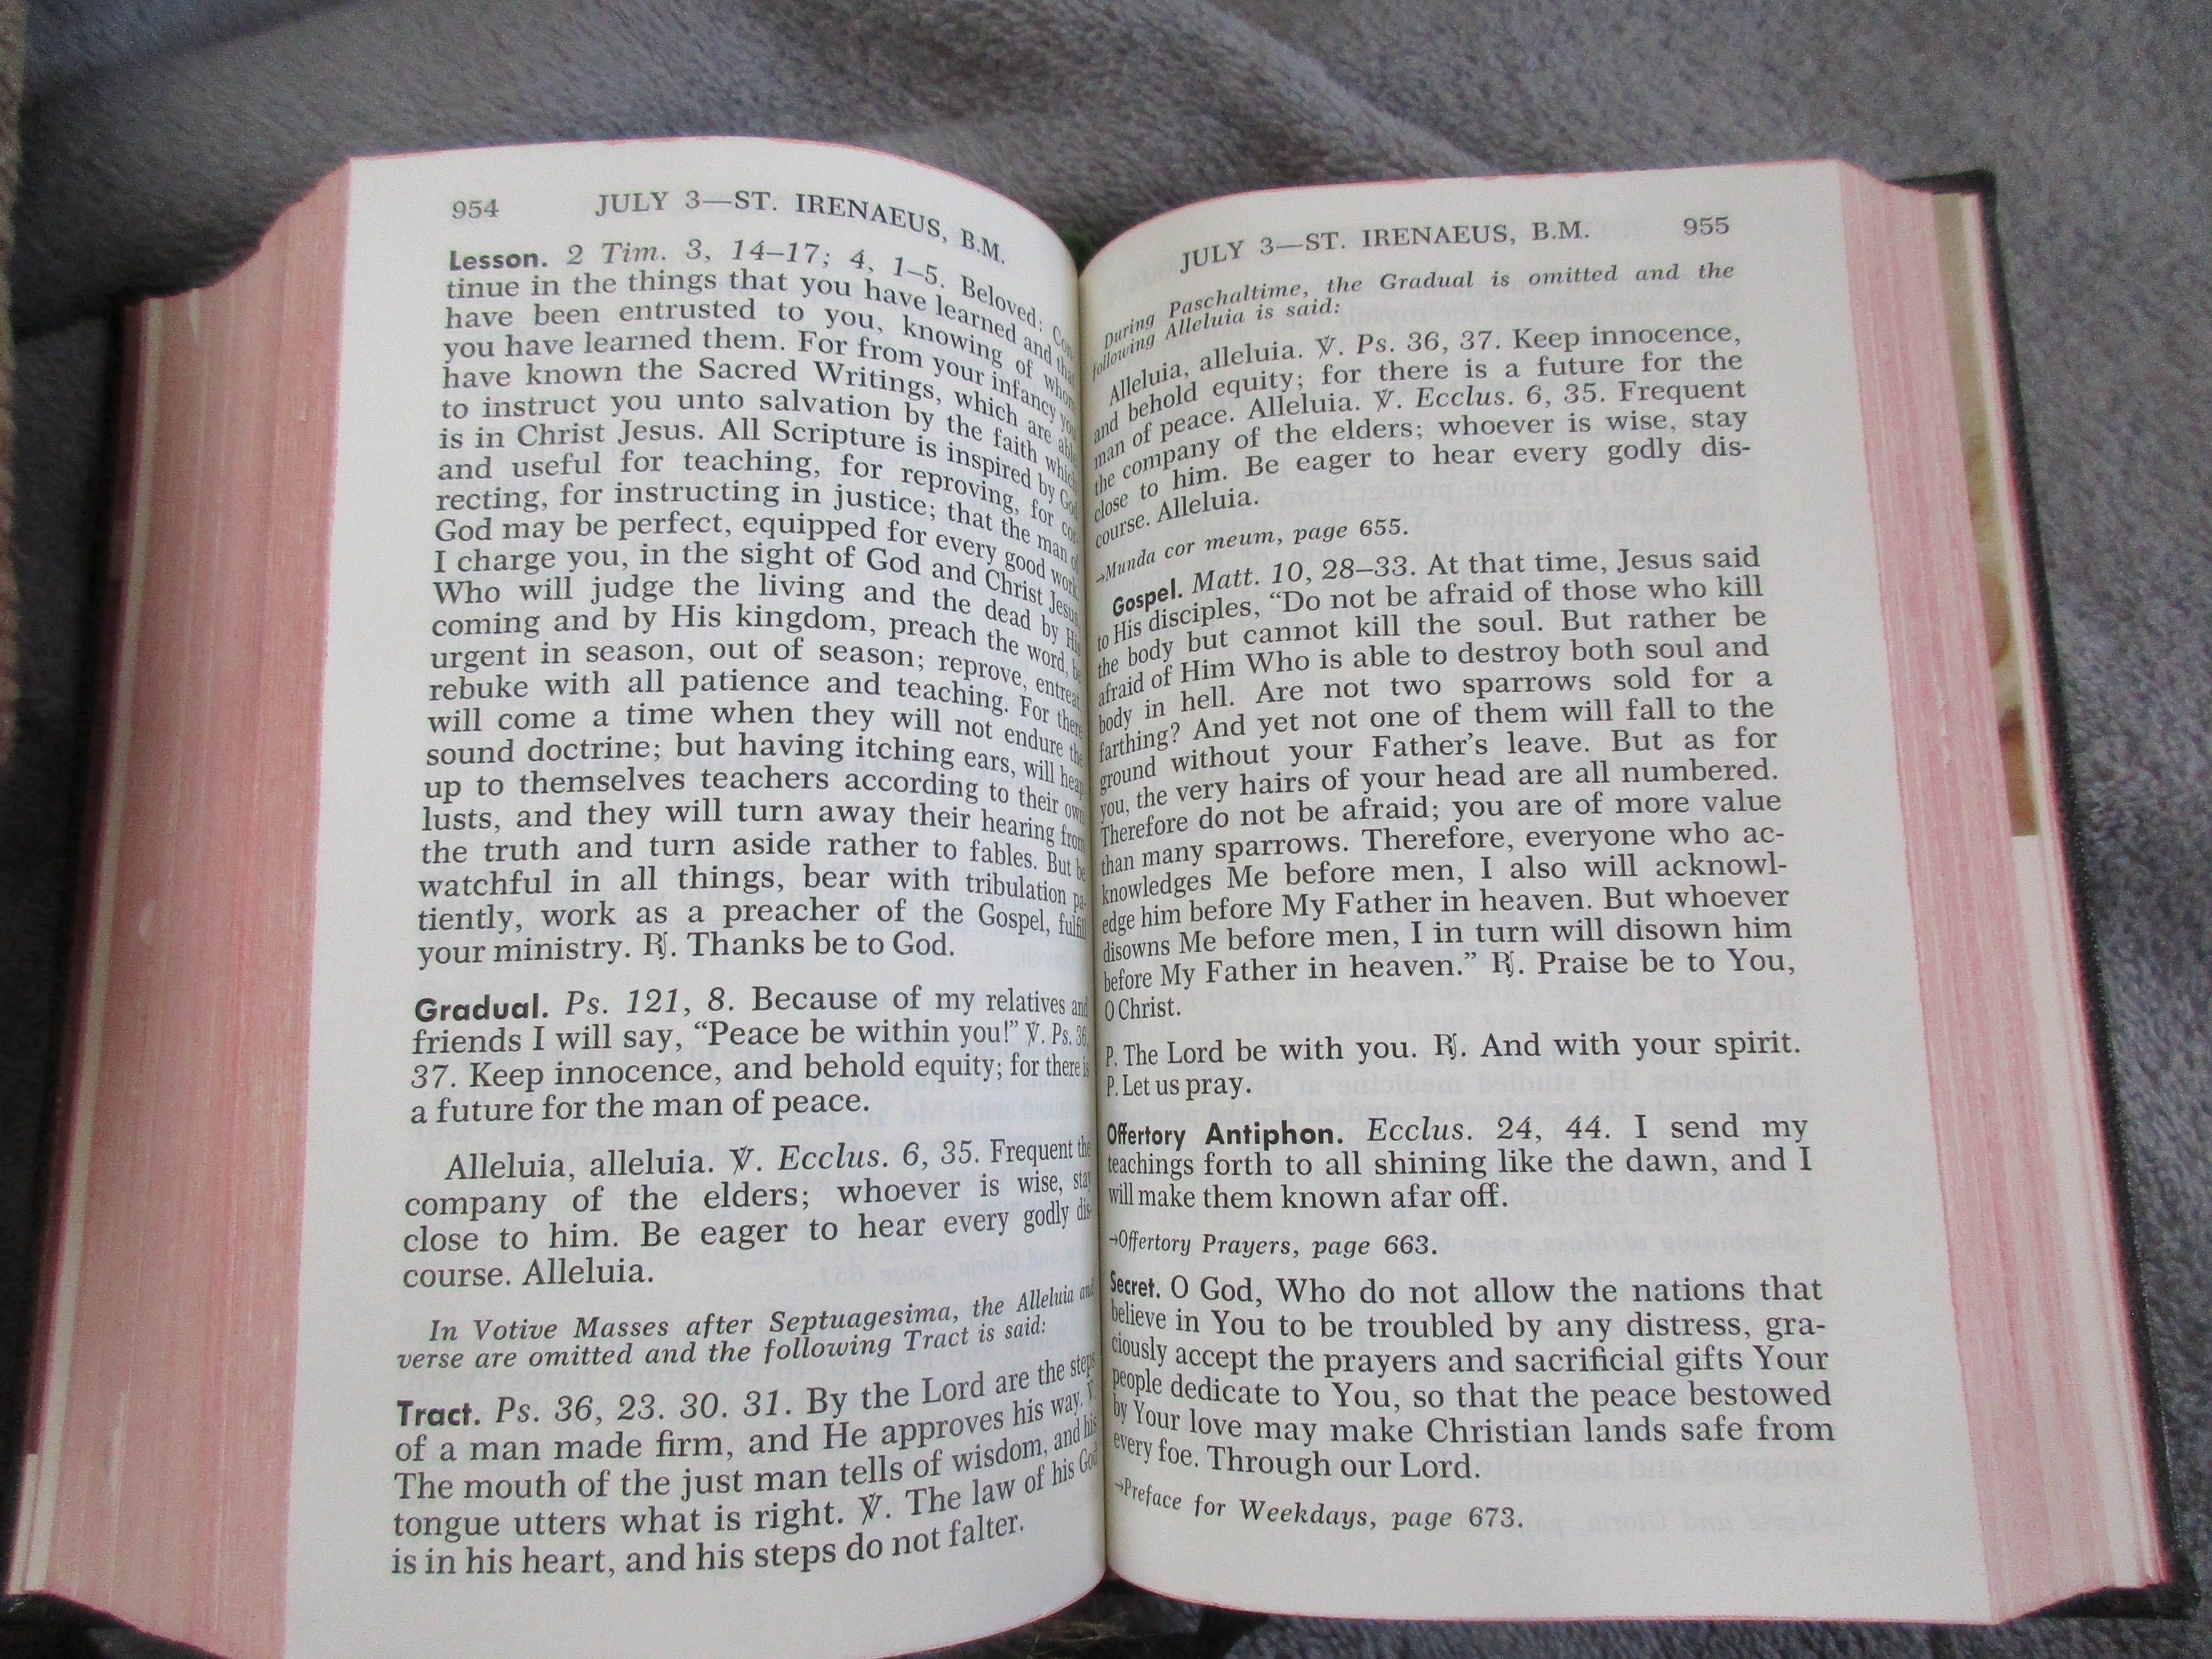 954 JULY 3—ST. IRENAEUS, B.M.
Lesson. 2 Tim. 3, 14–17; 4, 1–5. Beloved: Con-
tinue in the things that you have learned and that
have been entrusted to you, knowing of whom
you have learned them. For from your infancy you
have known the Sacred Writings, which are able
to instruct you unto salvation by the faith which
is in Christ Jesus. All Scripture is inspired by God
and useful for teaching, for reproving, for cor-
recting, for instructing in justice; that the man of
God may be perfect, equipped for every good work.
I charge you, in the sight of God and Christ Jesus,
Who will judge the living and the dead by His
coming and by His kingdom, preach the word, be
urgent in season, out of season; reprove, entreat,
rebuke with all patience and teaching. For there
will come a time when they will not endure the
sound doctrine; but having itching ears, will heap
up to themselves teachers according to their own
lusts, and they will turn away their hearing from
the truth and turn aside rather to fables. But be
watchful in all things, bear with tribulation pa-
tiently, work as a preacher of the Gospel, fulfill
your ministry. ℟. Thanks be to God.
Gradual. Ps. 121, 8. Because of my relatives and
friends I will say, “Peace be within you!” ℣. Ps. 36,
37. Keep innocence, and behold equity; for there is
a future for the man of peace.
Alleluia, alleluia. ℣. Ecclus. 6, 35. Frequent the
company of the elders; whoever is wise, stay
close to him. Be eager to hear every godly dis-
course. Alleluia.
In Votive Masses after Septuagesima, the Alleluia and
verse are omitted and the following Tract is said:
Tract. Ps. 36, 23. 30. 31. By the Lord are the steps
of a man made firm, and He approves his way. ℣.
The mouth of the just man tells of wisdom, and his
tongue utters what is right. ℣. The law of his God
is in his heart, and his steps do not falter.
JULY 3—ST. IRENAEUS, B.M. 955
During Paschaltime, the Gradual is omitted and the
following Alleluia is said:
Alleluia, alleluia. ℣. Ps. 36, 37. Keep innocence,
and behold equity; for there is a future for the
man of peace. Alleluia. ℣. Ecclus. 6, 35. Frequent
the company of the elders; whoever is wise, stay
close to him. Be eager to hear every godly dis-
course. Alleluia.
→Munda cor meum, page 655.
Gospel. Matt. 10, 28–33. At that time, Jesus said
to His disciples, “Do not be afraid of those who kill
the body but cannot kill the soul. But rather be
afraid of Him Who is able to destroy both soul and
body in hell. Are not two sparrows sold for a
farthing? And yet not one of them will fall to the
ground without your Father’s leave. But as for
you, the very hairs of your head are all numbered.
Therefore do not be afraid; you are of more value
than many sparrows. Therefore, everyone who ac-
knowledges Me before men, I also will acknowl-
edge him before My Father in heaven. But whoever
disowns Me before men, I in turn will disown him
before My Father in heaven.” ℟. Praise be to You,
O Christ.
P. The Lord be with you. ℟. And with your spirit.
P. Let us pray.
Offertory Antiphon. Ecclus. 24, 44. I send my
teachings forth to all shining like the dawn, and I
will make them known afar off.
→Offertory Prayers, page 663.
Secret. O God, Who do not allow the nations that
believe in You to be troubled by any distress, gra-
ciously accept the prayers and sacrificial gifts Your
people dedicate to You, so that the peace bestowed
by Your love may make Christian lands safe from
every foe. Through our Lord.
→Preface for Weekdays, page 673.